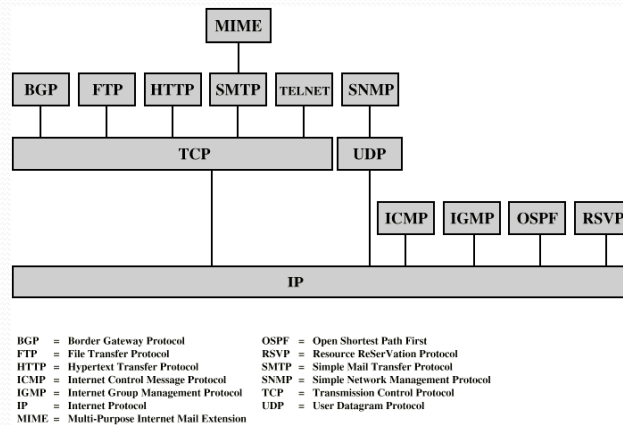 MIME
BGP FTP HTTP SMTP TELNET SNMP
TCP UDP
ICMP IGMP OSPF RSVP
IP
BGP = Border Gateway Protocol
FTP = File Transfer Protocol
HTTP = Hypertext Transfer Protocol
ICMP = Internet Control Message Protocol
IGMP = Internet Group Management Protocol
IP = Internet Protocol
MIME = Multi-Purpose Internet Mail Extension
OSPF = Open Shortest Path First
RSVP = Resource ReSerVation Protocol
SMTP = Simple Mail Transfer Protocol
SNMP = Simple Network Management Protocol
TCP = Transmission Control Protocol
UDP = User Datagram Protocol